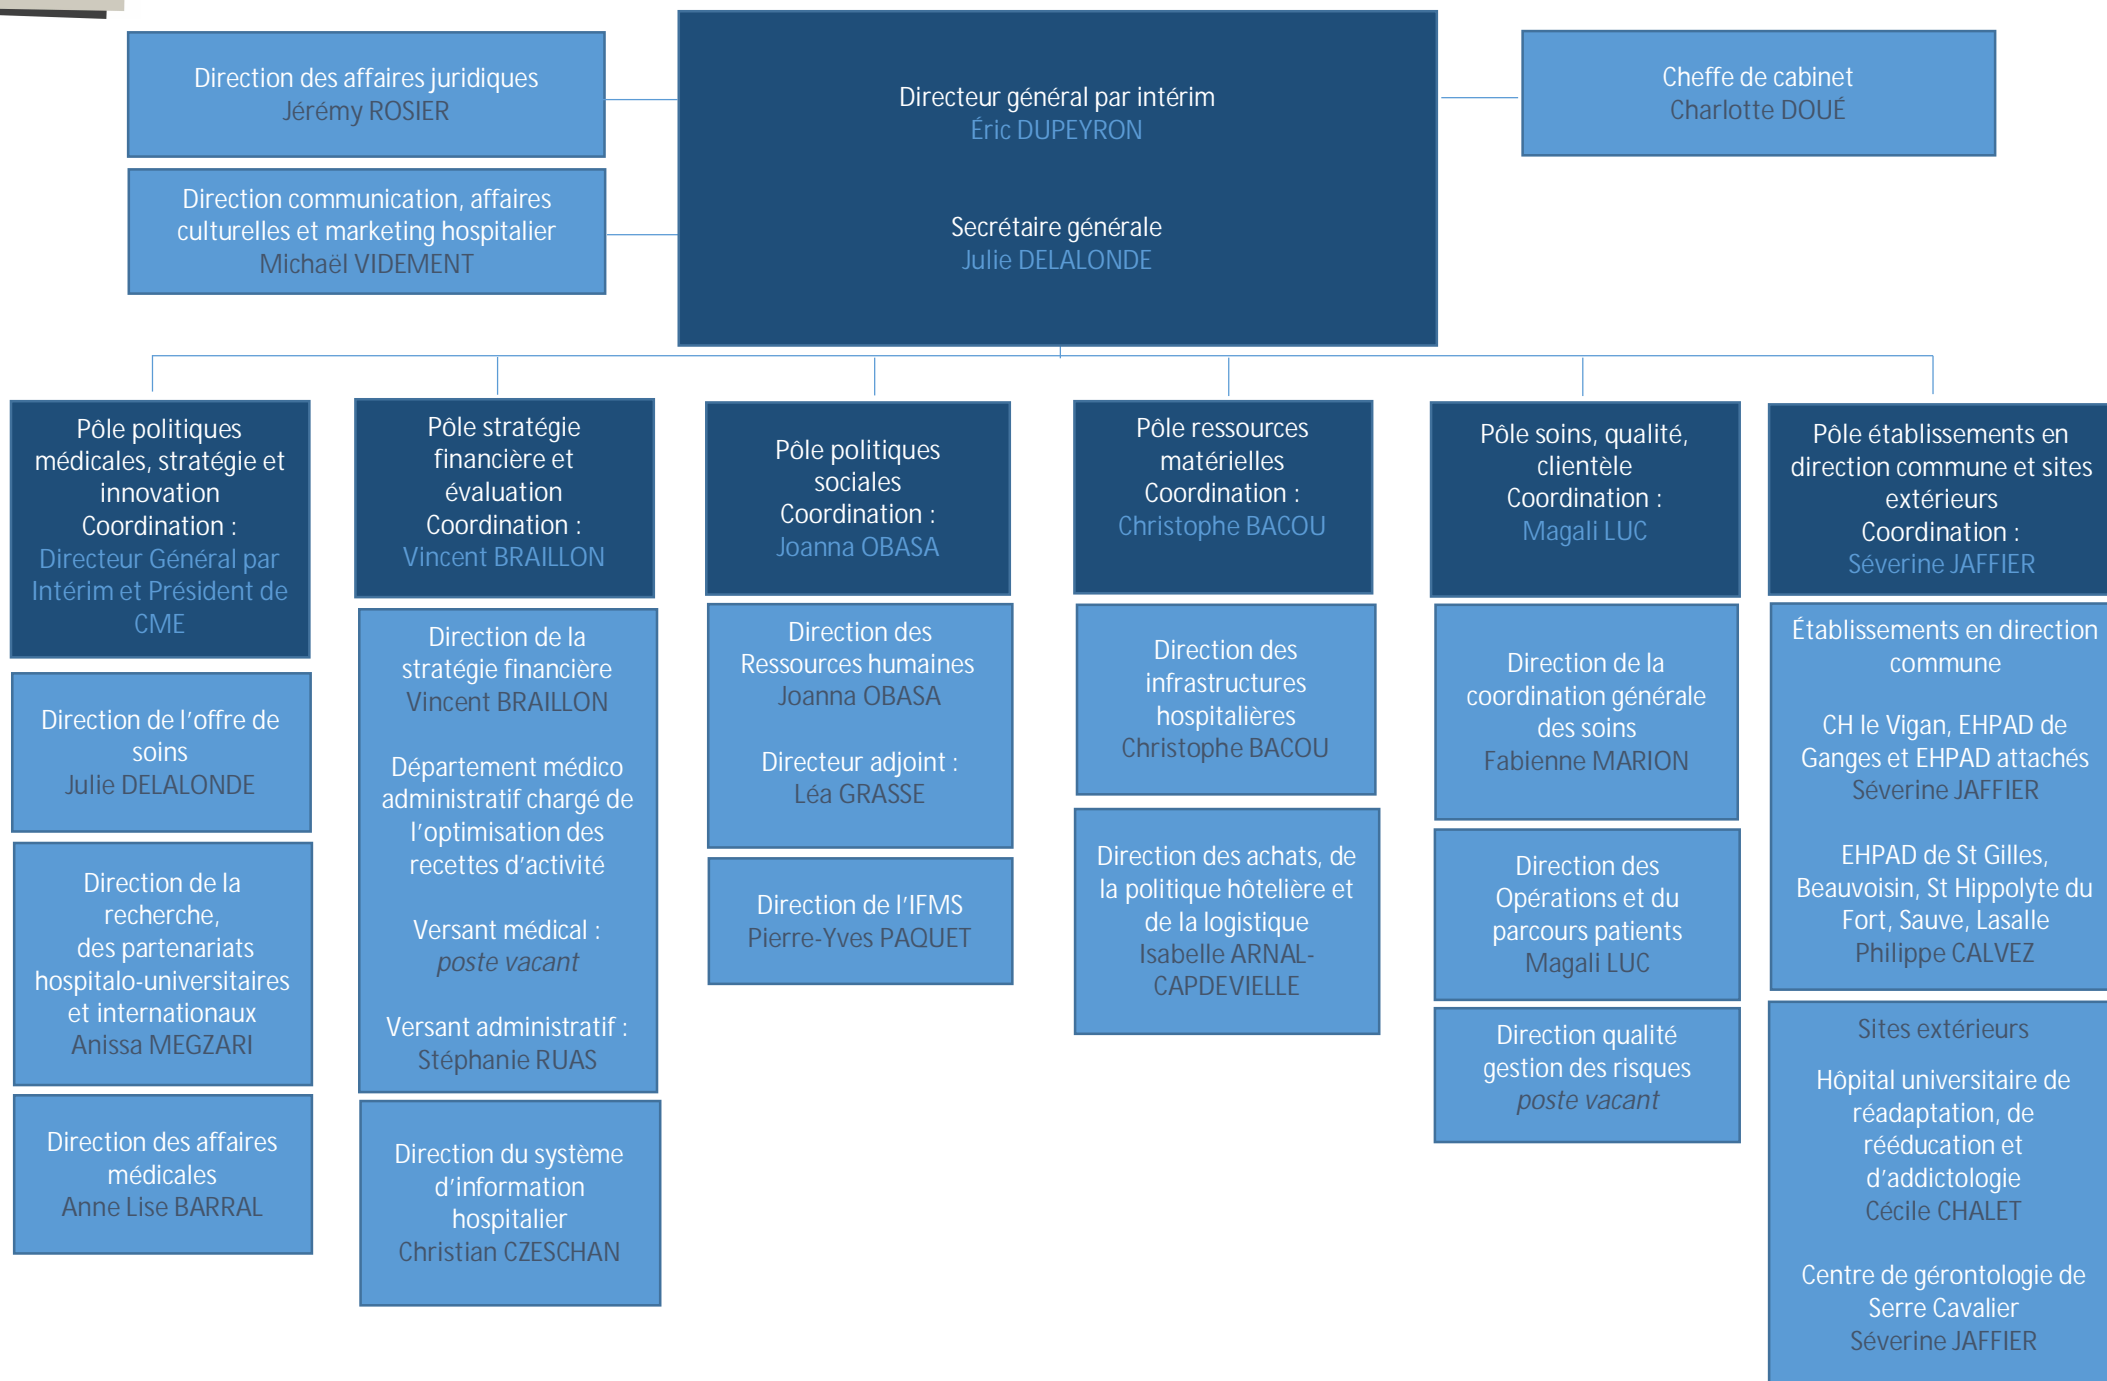 Direction des affaires juridiques
Jérémy ROSIER
Direction communication, affaires
culturelles et marketing hospitalier
Michaël VIDEMENT
Directeur général par intérim
Éric DUPEYRON
Secrétaire générale
Julie DELALONDE
Cheffe de cabinet
Charlotte DOUÉ
Pôle politiques
médicales, stratégie et
innovation
Coordination :
Directeur Général par
Intérim et Président de
CME
Direction de l'offre de
soins
Julie DELALONDE
Direction de la
recherche,
des partenariats
hospitalo-universitaires
et internationaux
Anissa MEGZARI
Direction des affaires
médicales
Anne Lise BARRAL
Pôle stratégie
financière et
évaluation
Coordination :
Vincent BRAILLON
Direction de la
stratégie financière
Vincent BRAILLON
Département médico
administratif chargé de
l'optimisation des
recettes d'activité
Versant médical :
poste vacant
Versant administratif :
Stéphanie RUAS
Direction du système
d'information
hospitalier
Christian CZESCHAN
Pôle politiques
sociales
Coordination :
Joanna OBASA
Direction des
Ressources humaines
Joanna OBASA
Directeur adjoint :
Léa GRASSE
Direction de l'IFMS
Pierre-Yves PAQUET
Pôle ressources
matérielles
Coordination :
Christophe BACOU
Direction des
infrastructures
hospitalières
Christophe BACOU
Direction des achats, de
la politique hôtelière et
de la logistique
Isabelle ARNAL-
CAPDEVIELLE
Pôle soins, qualité,
clientèle
Coordination :
Magali LUC
Direction de la
coordination générale
des soins
Fabienne MARION
Direction des
Opérations et du
parcours patients
Magali LUC
Direction qualité
gestion des risques
poste vacant
Pôle établissements en
direction commune et sites
extérieurs
Coordination :
Séverine JAFFIER
Établissements en direction
commune
CH le Vigan, EHPAD de
Ganges et EHPAD attachés
Séverine JAFFIER
EHPAD de St Gilles,
Beauvoisin, St Hippolyte du
Fort, Sauve, Lasalle
Philippe CALVEZ
Sites extérieurs
Hôpital universitaire de
réadaptation, de
rééducation et
d'addictologie
Cécile CHALET
Centre de gérontologie de
Serre Cavalier
Séverine JAFFIER